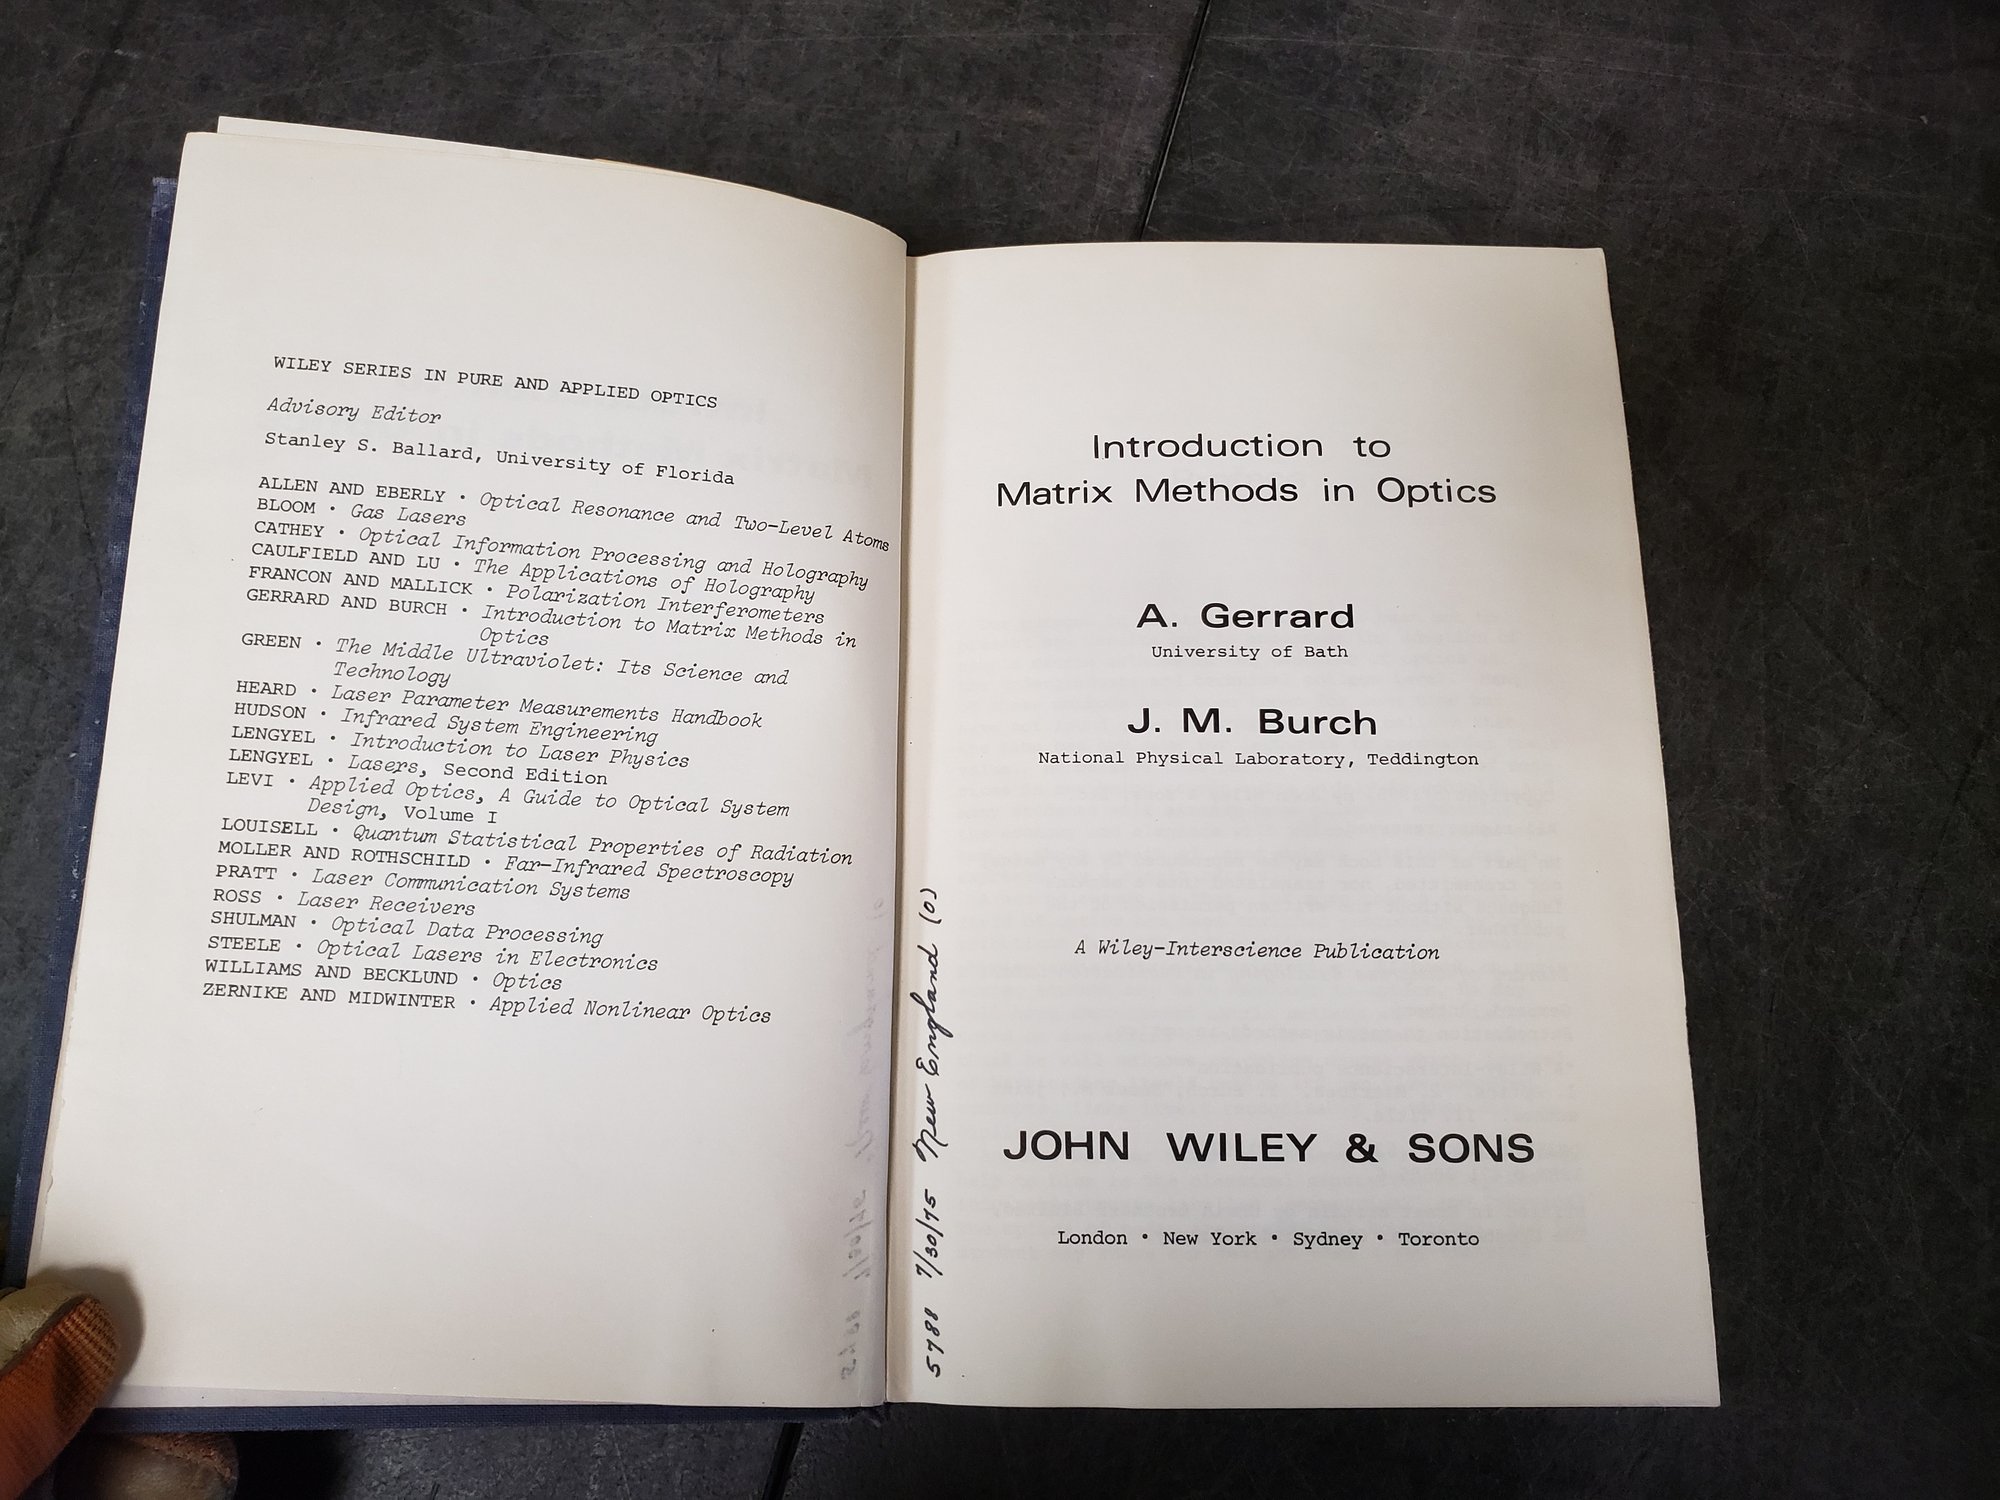 WILEY SERIES IN PURE AND APPLIED OPTICS
Advisory Editor
Stanley S. Ballard, University of Florida
ALLEN AND EBERLY · Optical Resonance and Two-Level Atoms
BLOOM · Gas Lasers
CATHEY · Optical Information Processing and Holography
CAULFIELD AND LU · The Applications of Holography
FRANCON AND MALLICK · Polarization Interferometers
GERRARD AND BURCH · Introduction to Matrix Methods in
Optics
GREEN · The Middle Ultraviolet: Its Science and
Technology
HEARD · Laser Parameter Measurements Handbook
HUDSON · Infrared System Engineering
LENGYEL · Introduction to Laser Physics
LENGYEL · Lasers, Second Edition
LEVI · Applied Optics, A Guide to Optical System
Design, Volume I
LOUISELL · Quantum Statistical Properties of Radiation
MOLLER AND ROTHSCHILD · Far-Infrared Spectroscopy
PRATT · Laser Communication Systems
ROSS · Laser Receivers
SHULMAN · Optical Data Processing
STEELE · Optical Lasers in Electronics
WILLIAMS AND BECKLUND · Optics
ZERNIKE AND MIDWINTER · Applied Nonlinear Optics
5788 7/30/75 New England (0)
Introduction to
Matrix Methods in Optics
A. Gerrard
University of Bath
J. M. Burch
National Physical Laboratory, Teddington
A Wiley-Interscience Publication
JOHN WILEY & SONS
London · New York · Sydney · Toronto